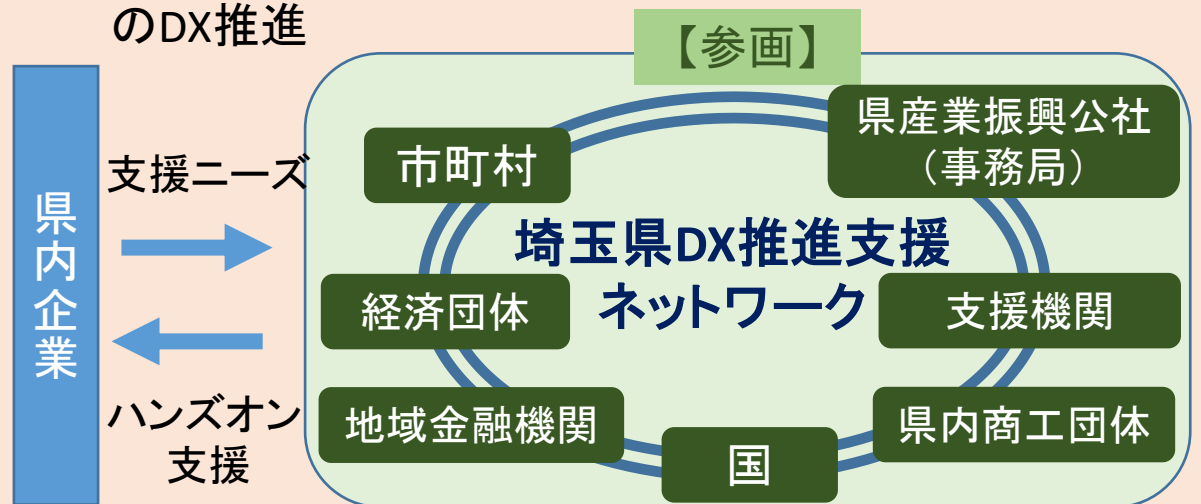 のDX推進
【参画】
県内企業
支援ニーズ
ハンズオン
支援
市町村
県産業振興公社
（事務局）
埼玉県DX推進支援
ネットワーク
経済団体
支援機関
地域金融機関
県内商工団体
国